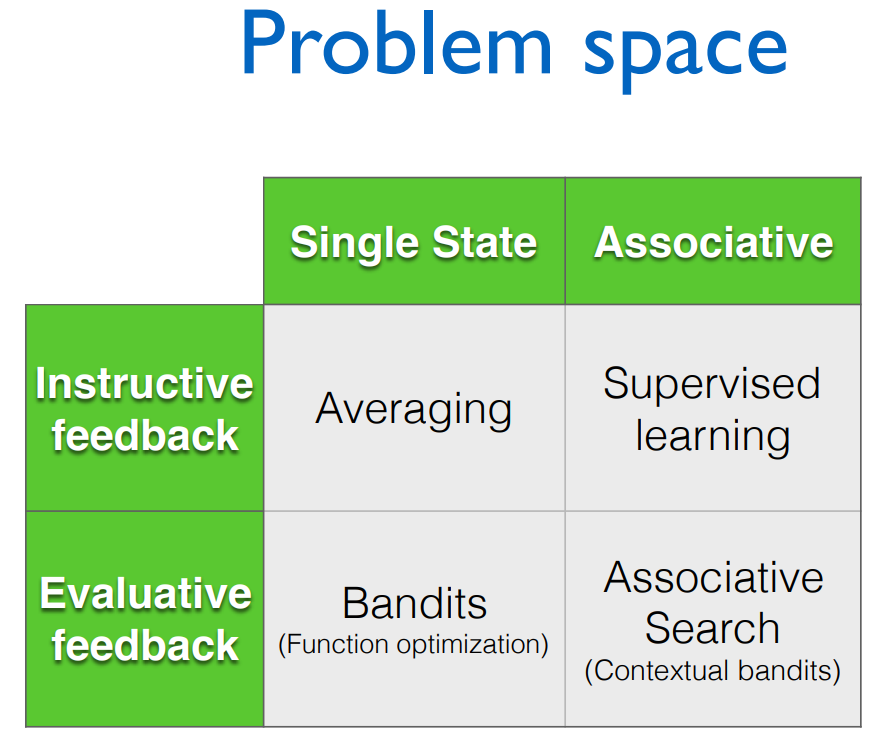 Problem space
Single State
Associative
Instructive
feedback
Averaging
Supervised
learning
Evaluative
feedback
Bandits
(Function optimization)
Associative
Search
(Contextual bandits)